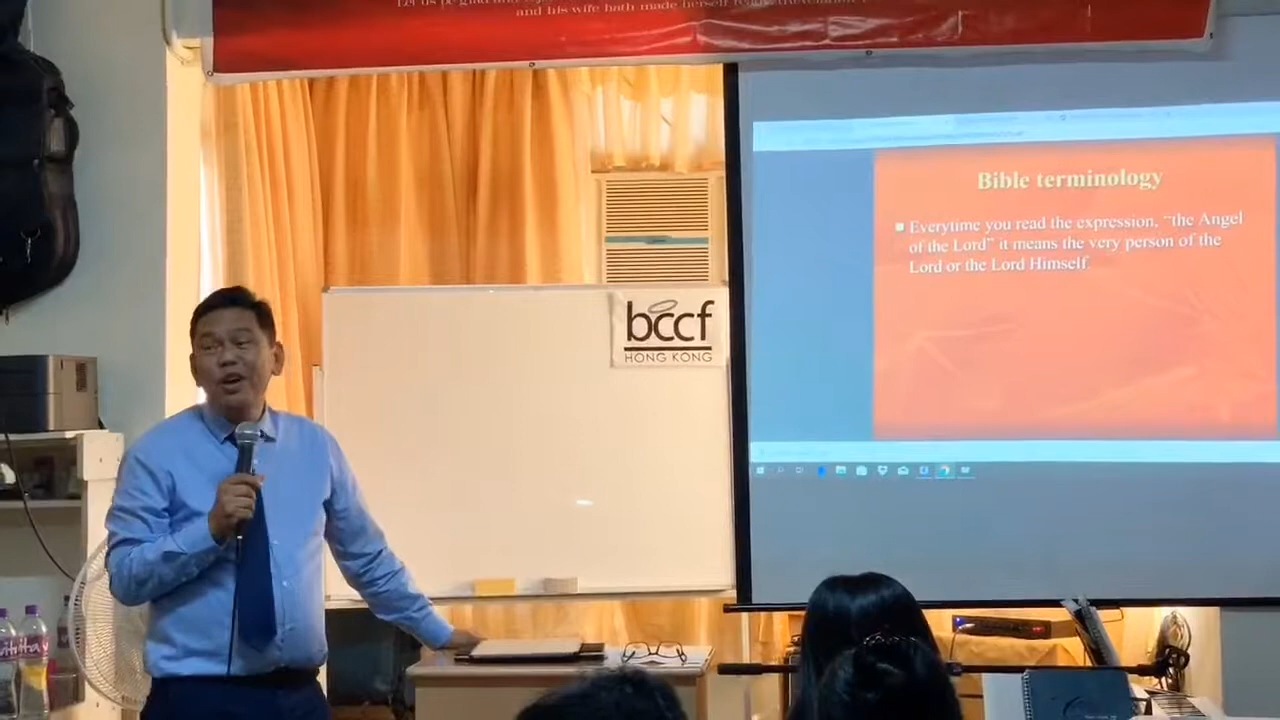 and his wife hath made herself ready.
Bible terminology
Everytime you read the expression, “the Angel
of the Lord” it means the very person of the
Lord or the Lord Himself.
bccf
HONG KONG